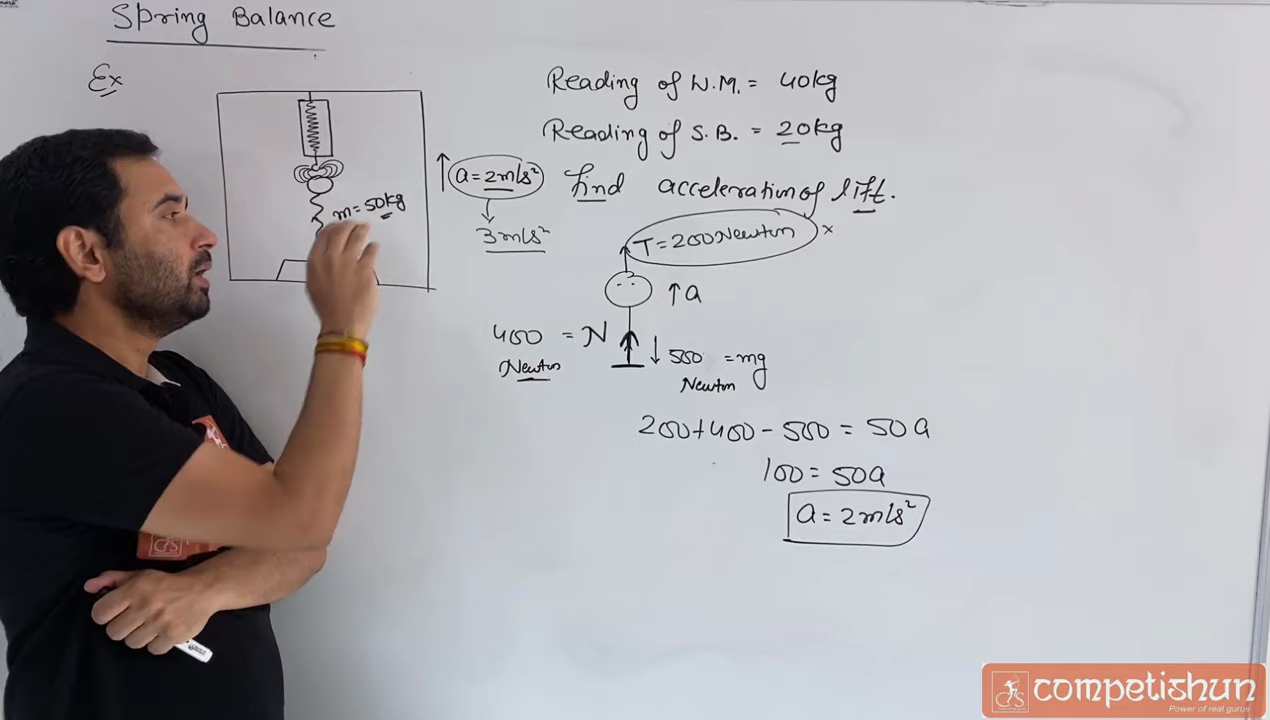 Spring Balance
Ex
Reading of W.M. = 40kg
Reading of S.B. = 20kg
a = 2m/s² find acceleration of lift.
m = 50kg
3m/s²
T = 200 Newton ×
↑ a
400 = N
Newton
↓ 500 = mg
Newton
200 + 400 - 500 = 50a
100 = 50a
a = 2m/s²
competishun
Power of real gurus